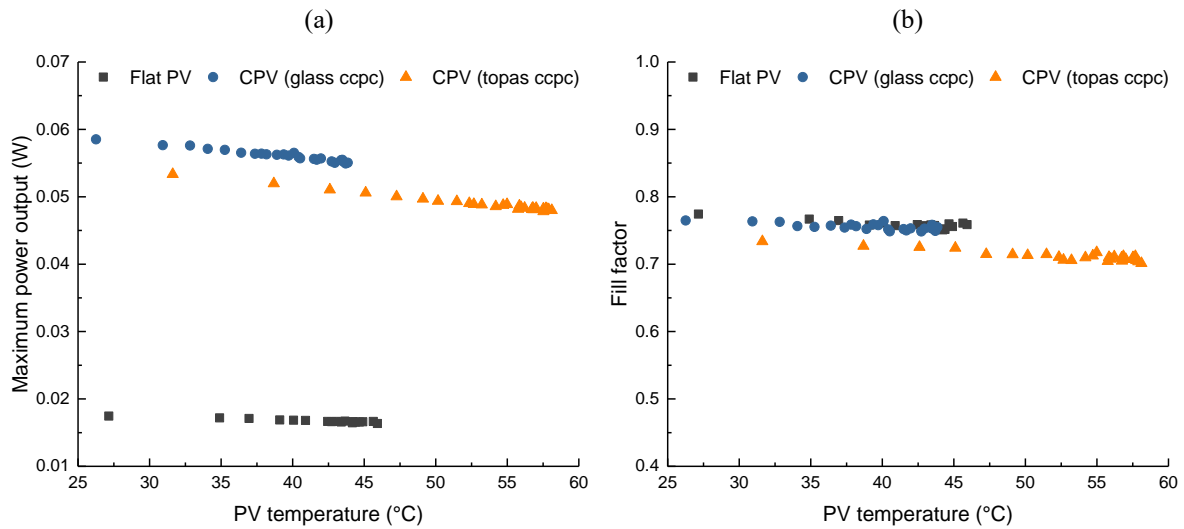 (a)
(b)
Flat PV CPV (glass ccpc) CPV (topas ccpc)
Maximum power output (W)
0.07
0.06
0.05
0.04
0.03
0.02
0.01
25 30 35 40 45 50 55 60
PV temperature (°C)
Flat PV CPV (glass ccpc) CPV (topas ccpc)
Fill factor
1.0
0.9
0.8
0.7
0.6
0.5
0.4
25 30 35 40 45 50 55 60
PV temperature (°C)